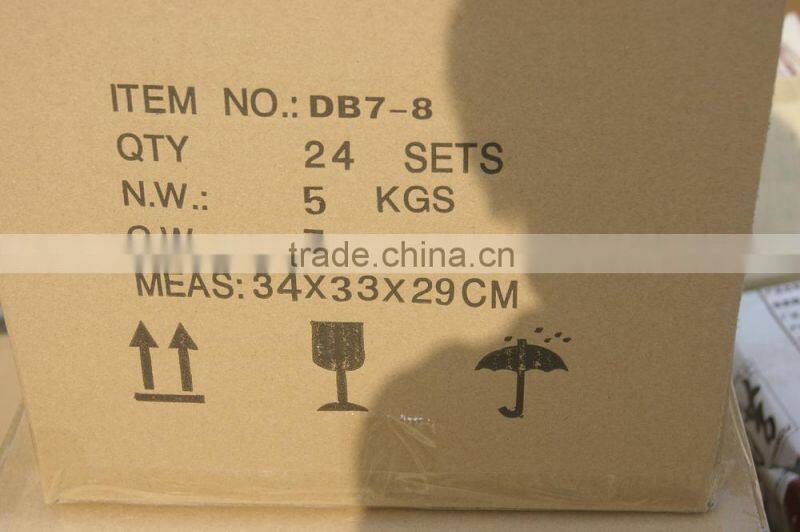 ITEM NO.: DB7-8
QTY 24 SETS
N.W.: 5 KGS
trade.china.cn
MEAS: 34X33X29CM